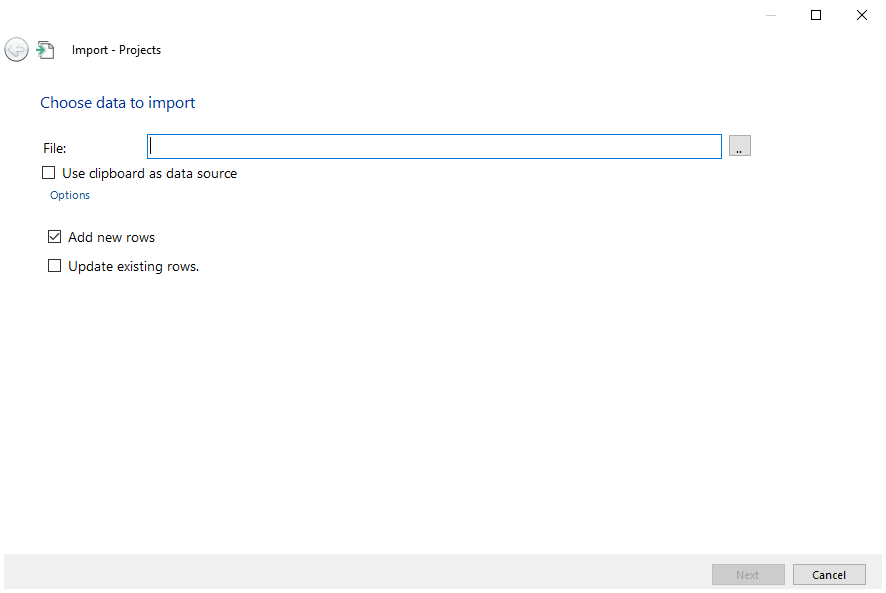 Import - Projects
Choose data to import
File:
..
Use clipboard as data source
Options
Add new rows
Update existing rows.
Next
Cancel